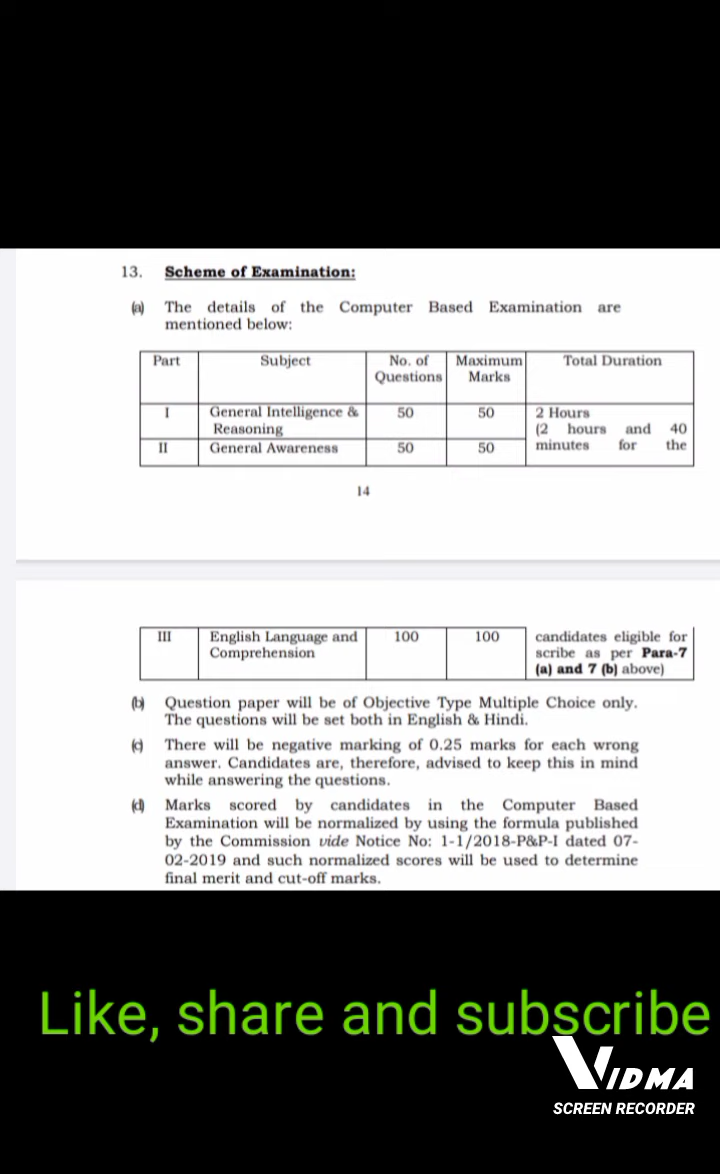 13. Scheme of Examination:
(a) The details of the Computer Based Examination are
mentioned below:
Part Subject No. of Maximum Total Duration
Questions Marks
I General Intelligence & 50 50 2 Hours
Reasoning (2 hours and 40
II General Awareness 50 50 minutes for the
14
III English Language and 100 100 candidates eligible for
Comprehension scribe as per Para-7
(a) and 7 (b) above)
(b) Question paper will be of Objective Type Multiple Choice only.
The questions will be set both in English & Hindi.
(c) There will be negative marking of 0.25 marks for each wrong
answer. Candidates are, therefore, advised to keep this in mind
while answering the questions.
(d) Marks scored by candidates in the Computer Based
Examination will be normalized by using the formula published
by the Commission vide Notice No: 1-1/2018-P&P-I dated 07-
02-2019 and such normalized scores will be used to determine
final merit and cut-off marks.
Like, share and subscribe
VIDMA
SCREEN RECORDER